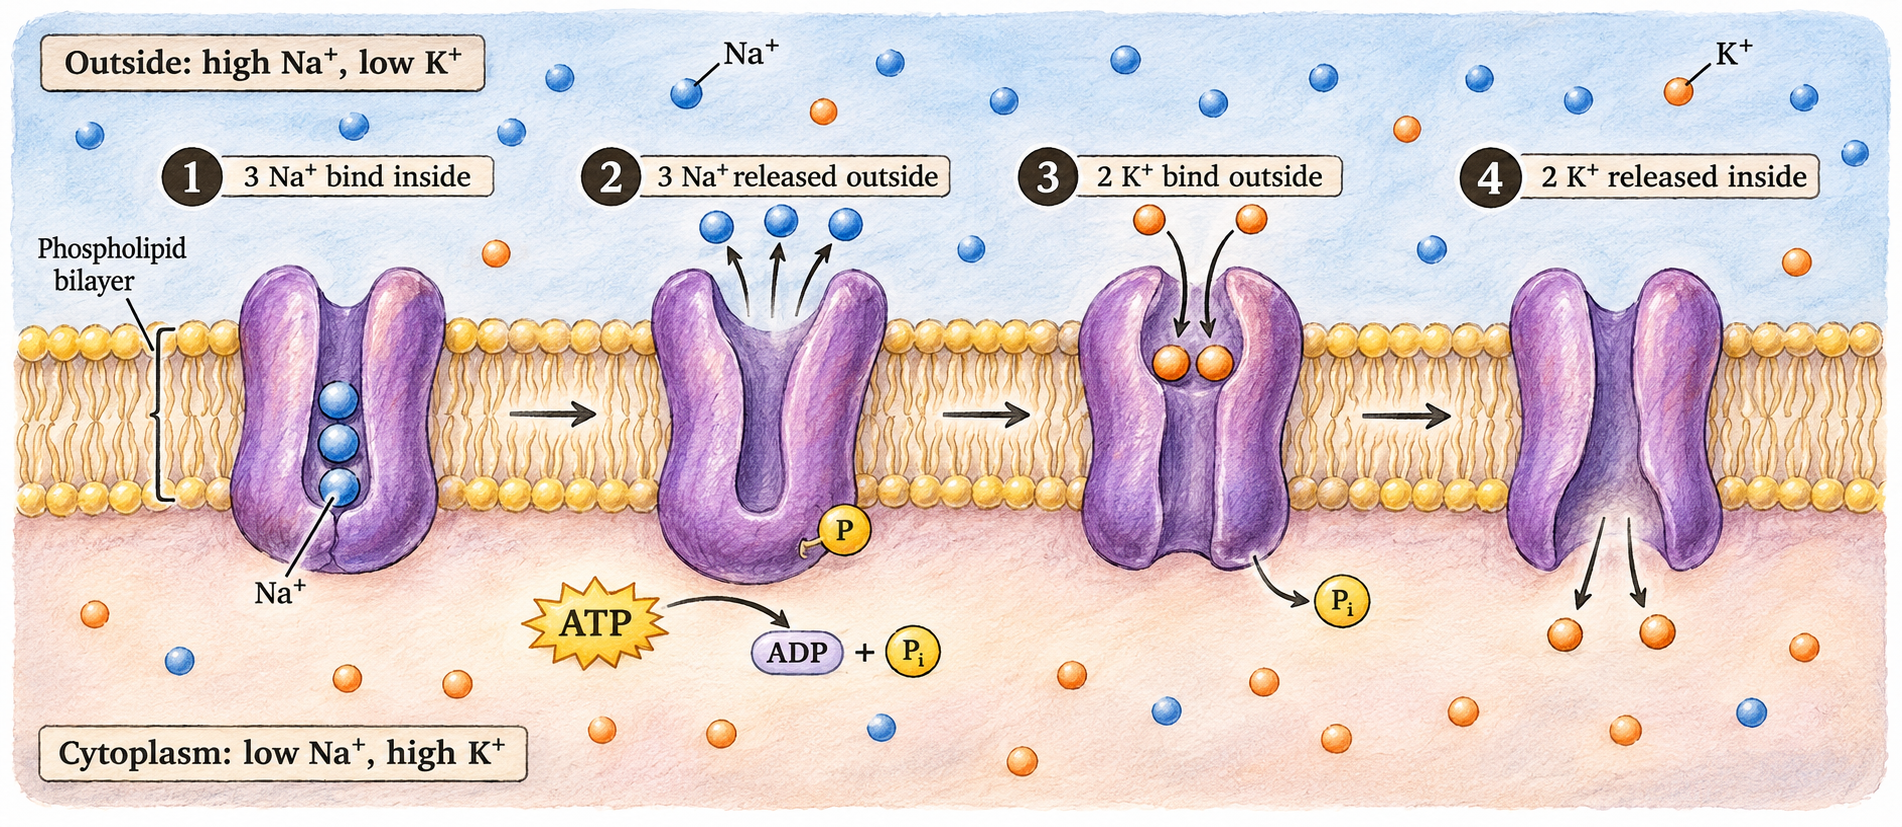 Outside: high Na⁺, low K⁺
Na⁺
K⁺
1 3 Na⁺ bind inside
2 3 Na⁺ released outside
3 2 K⁺ bind outside
4 2 K⁺ released inside
Phospholipid
bilayer
P
Na⁺
ATP
ADP + Pᵢ
Pᵢ
Cytoplasm: low Na⁺, high K⁺